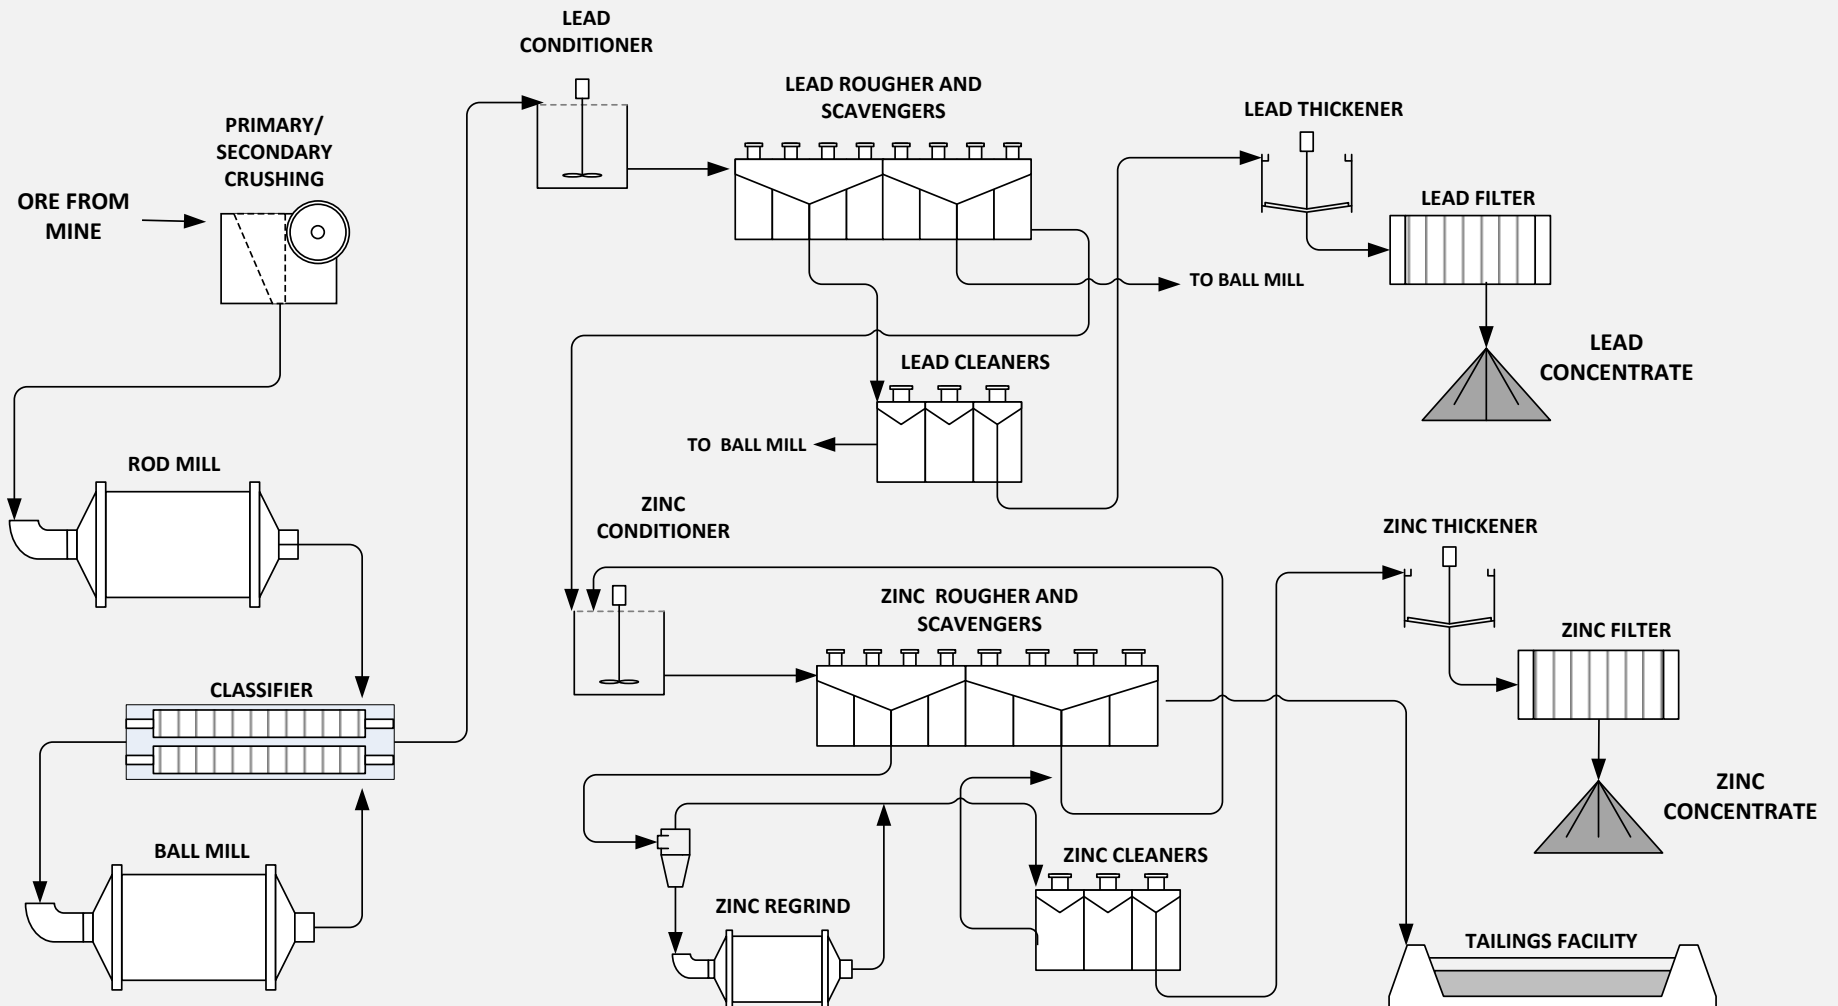 LEAD
CONDITIONER
LEAD ROUGHER AND
SCAVENGERS
LEAD THICKENER
PRIMARY/
SECONDARY
CRUSHING
ORE FROM
MINE
LEAD FILTER
TO BALL MILL
LEAD
CONCENTRATE
LEAD CLEANERS
TO  BALL MILL
ROD MILL
ZINC
CONDITIONER
ZINC THICKENER
ZINC  ROUGHER AND
SCAVENGERS
ZINC FILTER
CLASSIFIER
ZINC
CONCENTRATE
BALL MILL
ZINC CLEANERS
ZINC REGRIND
TAILINGS FACILITY